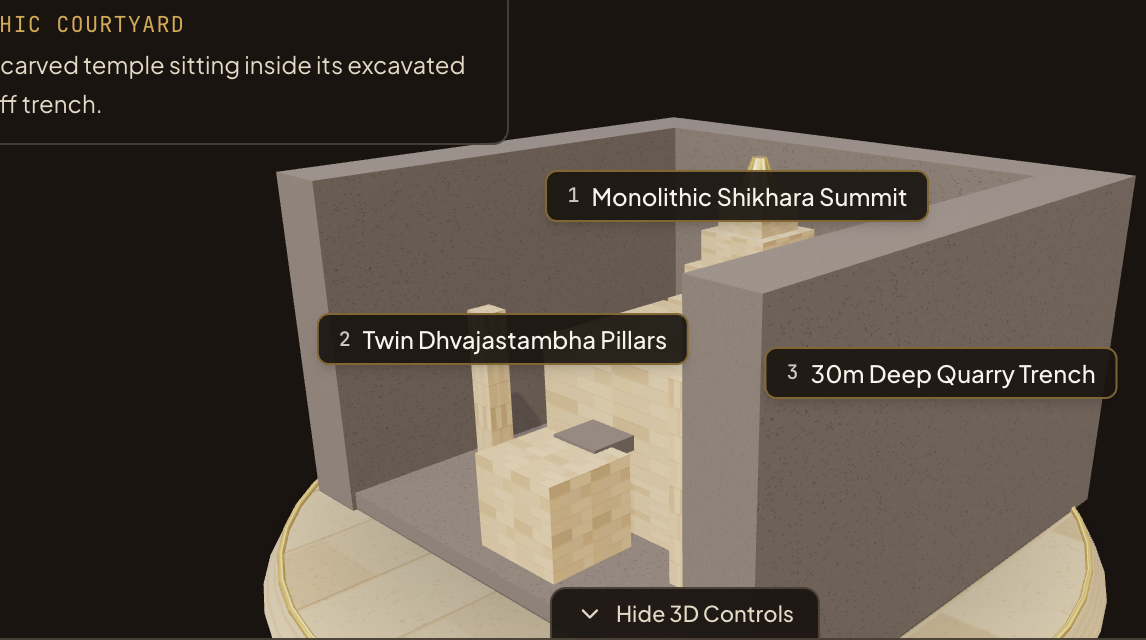 HIC COURTYARD
carved temple sitting inside its excavated
ff trench.
1 Monolithic Shikhara Summit
2 Twin Dhvajastambha Pillars
3 30m Deep Quarry Trench
Hide 3D Controls